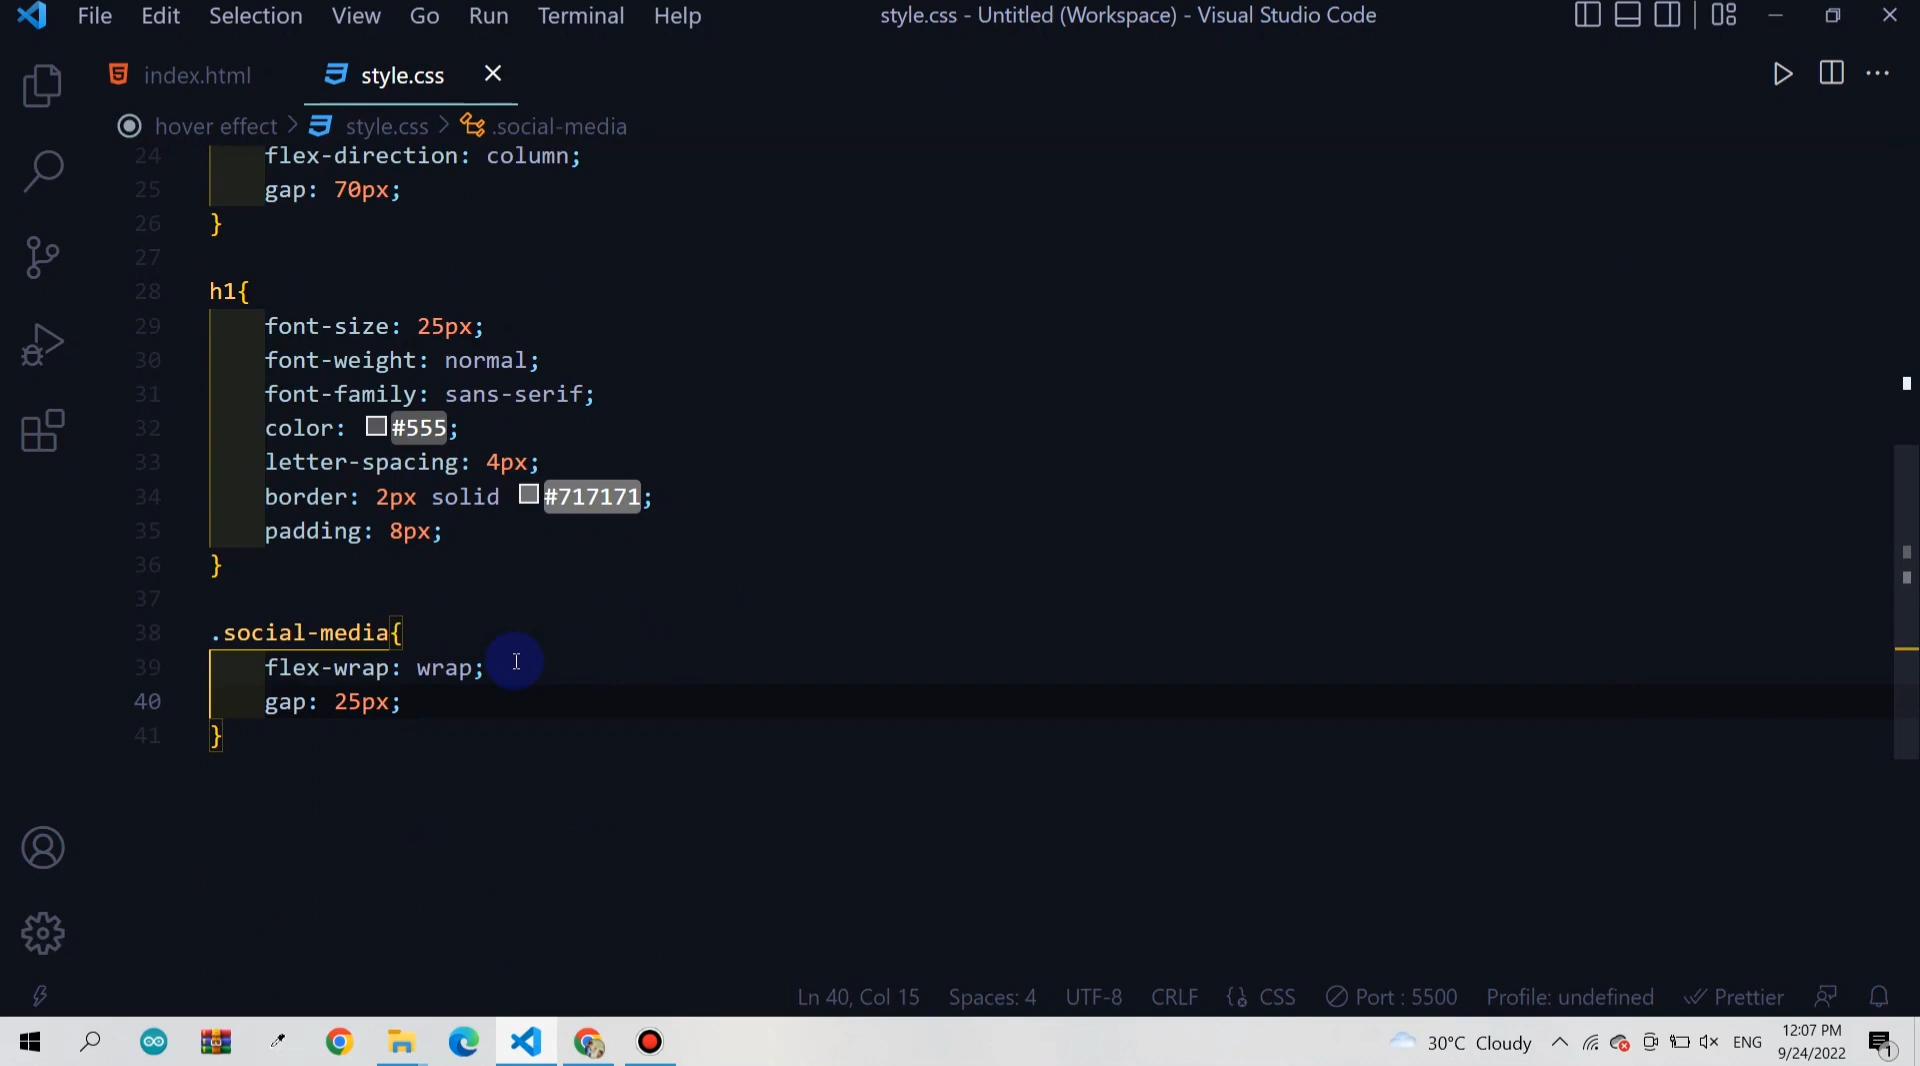 File Edit Selection View Go Run Terminal Help
style.css - Untitled (Workspace) - Visual Studio Code
index.html style.css
hover effect > style.css > .social-media
24 flex-direction: column;
25 gap: 70px;
26 }
27
28 h1{
29 font-size: 25px;
30 font-weight: normal;
31 font-family: sans-serif;
32 color: #555;
33 letter-spacing: 4px;
34 border: 2px solid #717171;
35 padding: 8px;
36 }
37
38 .social-media{
39 flex-wrap: wrap;
40 gap: 25px;
41 }
Ln 40, Col 15 Spaces: 4 UTF-8 CRLF CSS Port : 5500 Profile: undefined Prettier
30°C Cloudy ENG
12:07 PM
9/24/2022
1